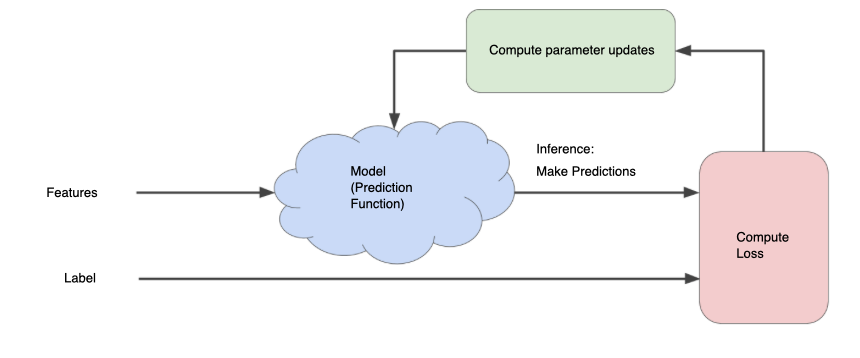 Compute parameter updates
Inference:
Make Predictions
Model
(Prediction
Function)
Features
Compute
Loss
Label